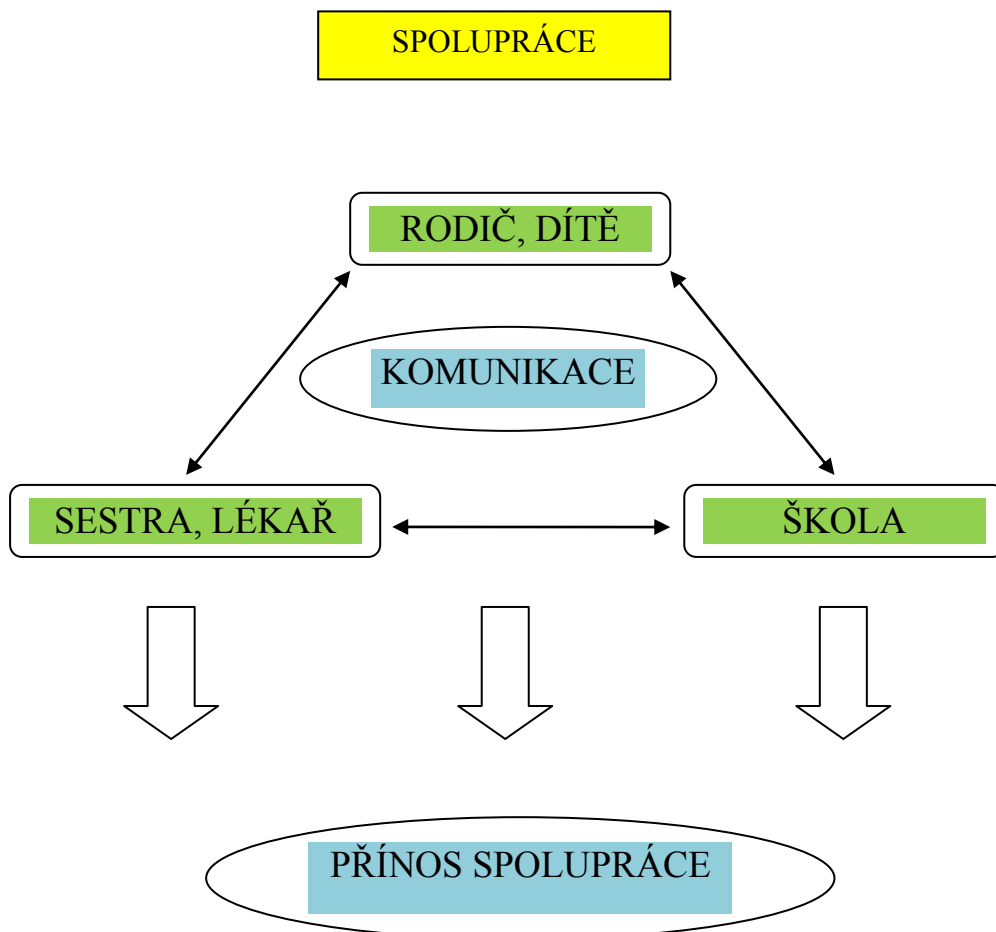 SPOLUPRÁCE
RODIČ, DÍTĚ
KOMUNIKACE
SESTRA, LÉKAŘ
ŠKOLA
PŘÍNOS SPOLUPRÁCE